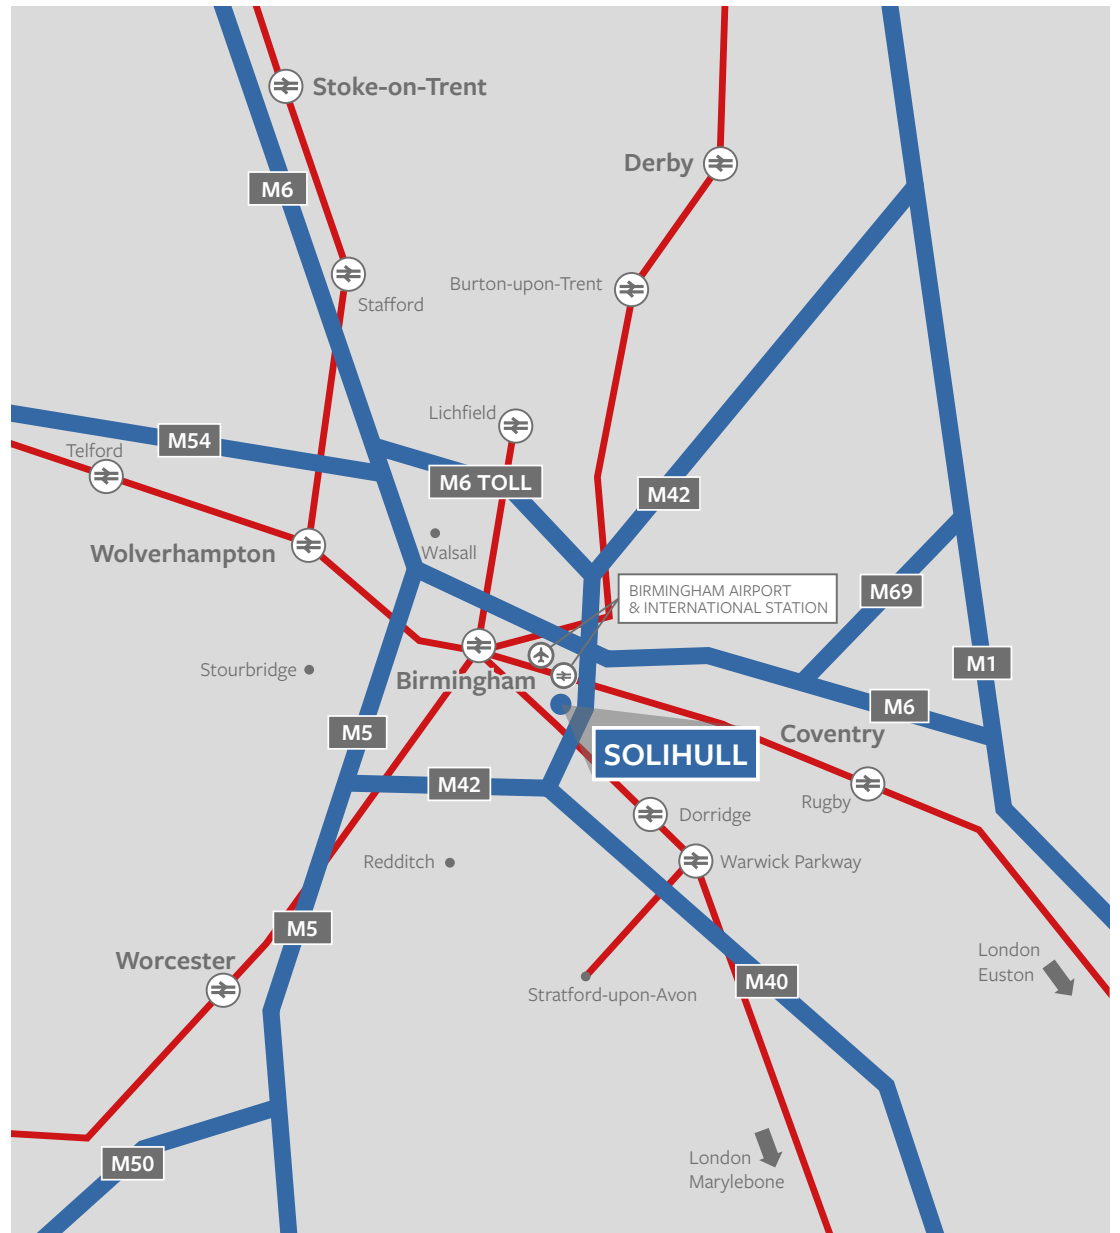 Stoke-on-Trent
Derby
M6
Burton-upon-Trent
Stafford
Lichfield
M54
Telford
M6 TOLL
M42
Walsall
Wolverhampton
BIRMINGHAM AIRPORT
& INTERNATIONAL STATION
M69
Stourbridge
Birmingham
M1
M6
M5
Coventry
SOLIHULL
M42
Rugby
Dorridge
Redditch
Warwick Parkway
M5
Worcester
London
Euston
M40
Stratford-upon-Avon
M50
London
Marylebone